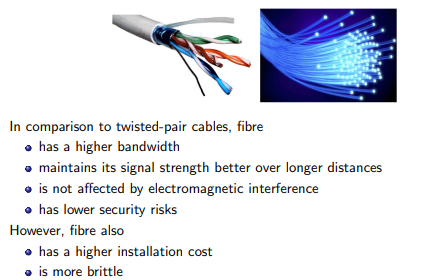 In comparison to twisted-pair cables, fibre
has a higher bandwidth
maintains its signal strength better over longer distances
is not affected by electromagnetic interference
has lower security risks
However, fibre also
has a higher installation cost
is more brittle